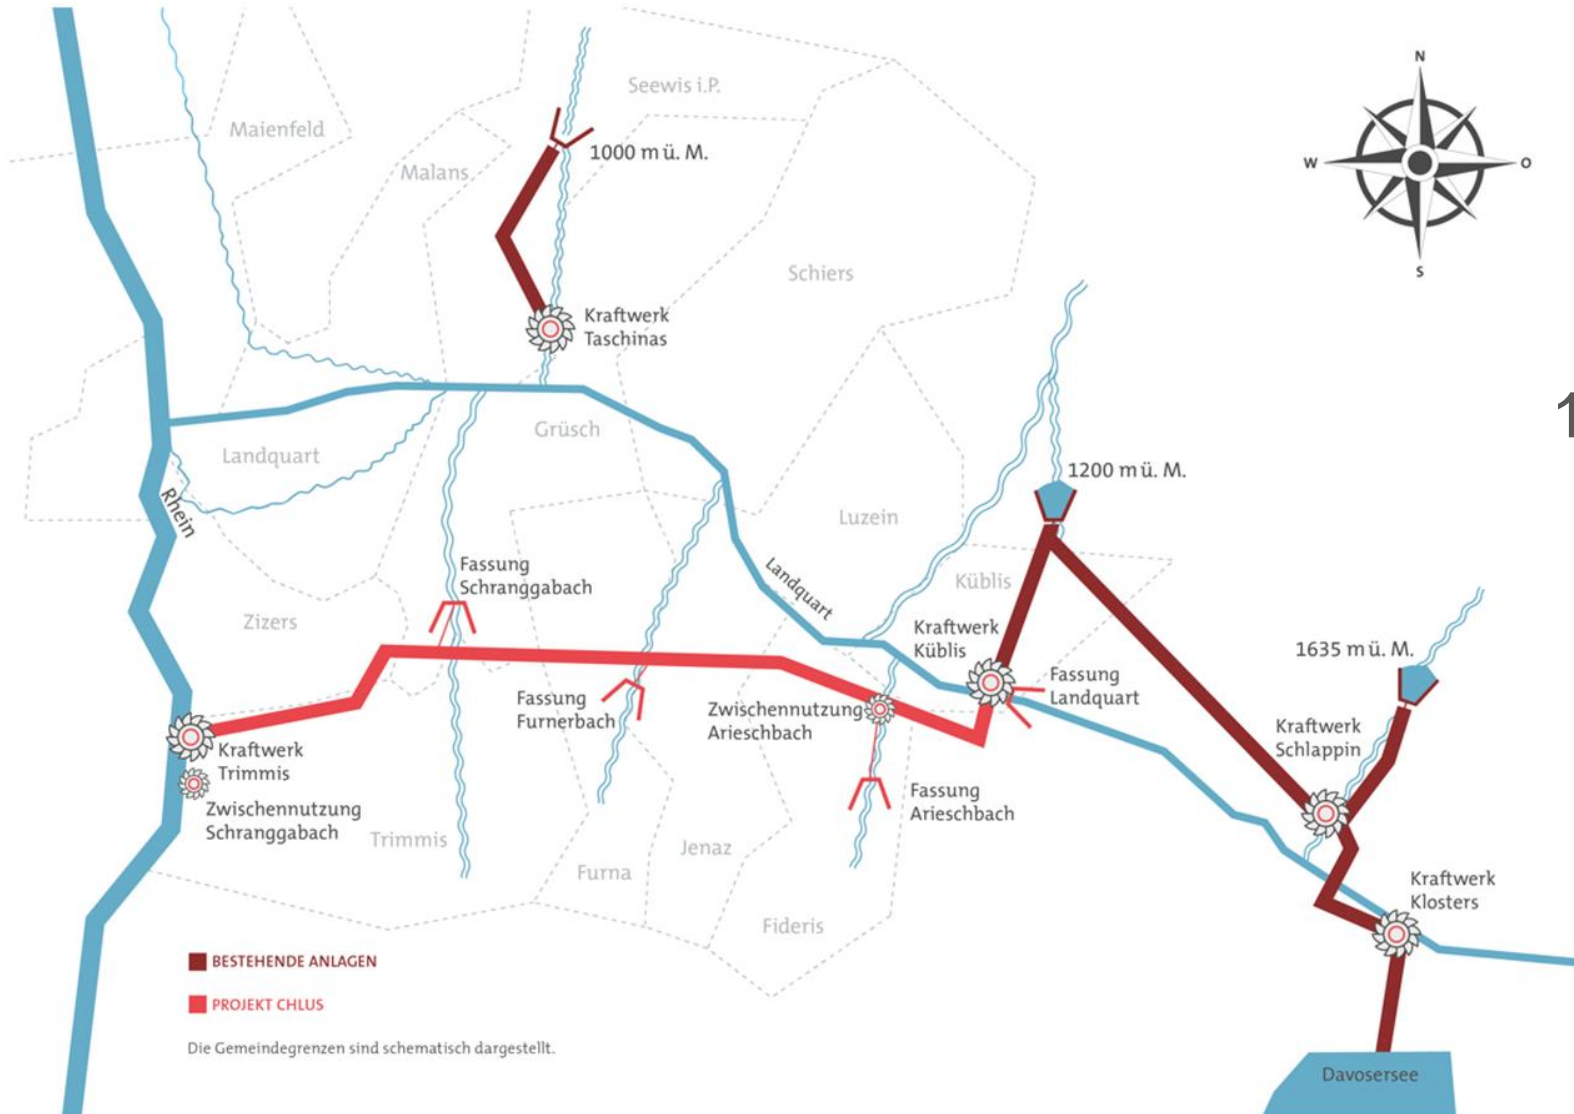 N
W
O
S
Seewis i.P.
Maienfeld
1000 m ü. M.
Malans
Schiers
Kraftwerk
Taschinas
1
Grüsch
Landquart
1200 m ü. M.
Rhein
Luzein
Fassung
Schranggabach
Landquart
Küblis
Zizers
Kraftwerk
Küblis
1635 m ü. M.
Fassung
Landquart
Fassung
Furnerbach
Zwischennutzung
Arieschbach
Kraftwerk
Schlappin
Kraftwerk
Trimmis
Zwischennutzung
Schranggabach
Fassung
Arieschbach
Trimmis
Jenaz
Furna
Kraftwerk
Klosters
Fideris
BESTEHENDE ANLAGEN
PROJEKT CHLUS
Die Gemeindegrenzen sind schematisch dargestellt.
Davosersee